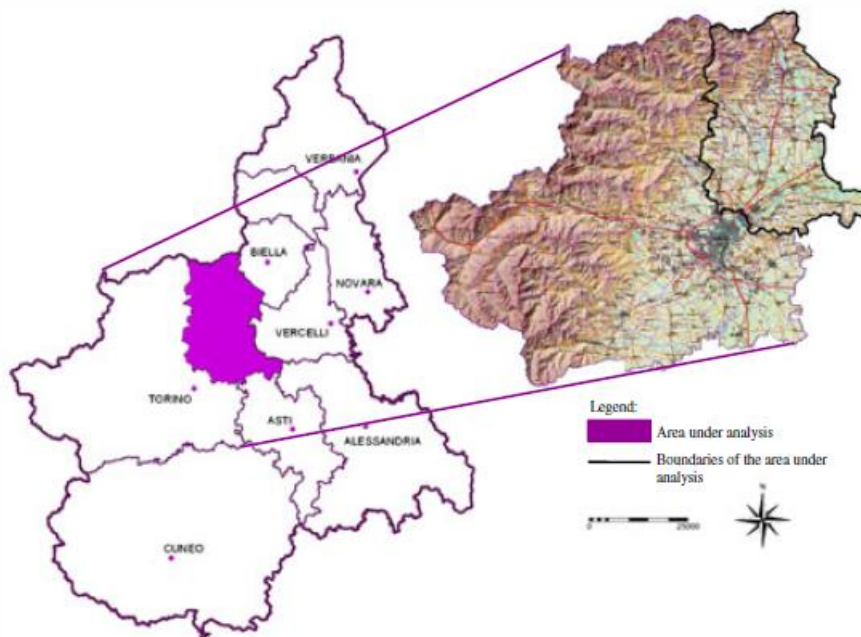 VERBANIA
BIELLA
NOVARA
VERCELLI
TORINO
ASTI
ALESSANDRIA
CUNEO
Legend:
Area under analysis
Boundaries of the area under
analysis
N
0
25000